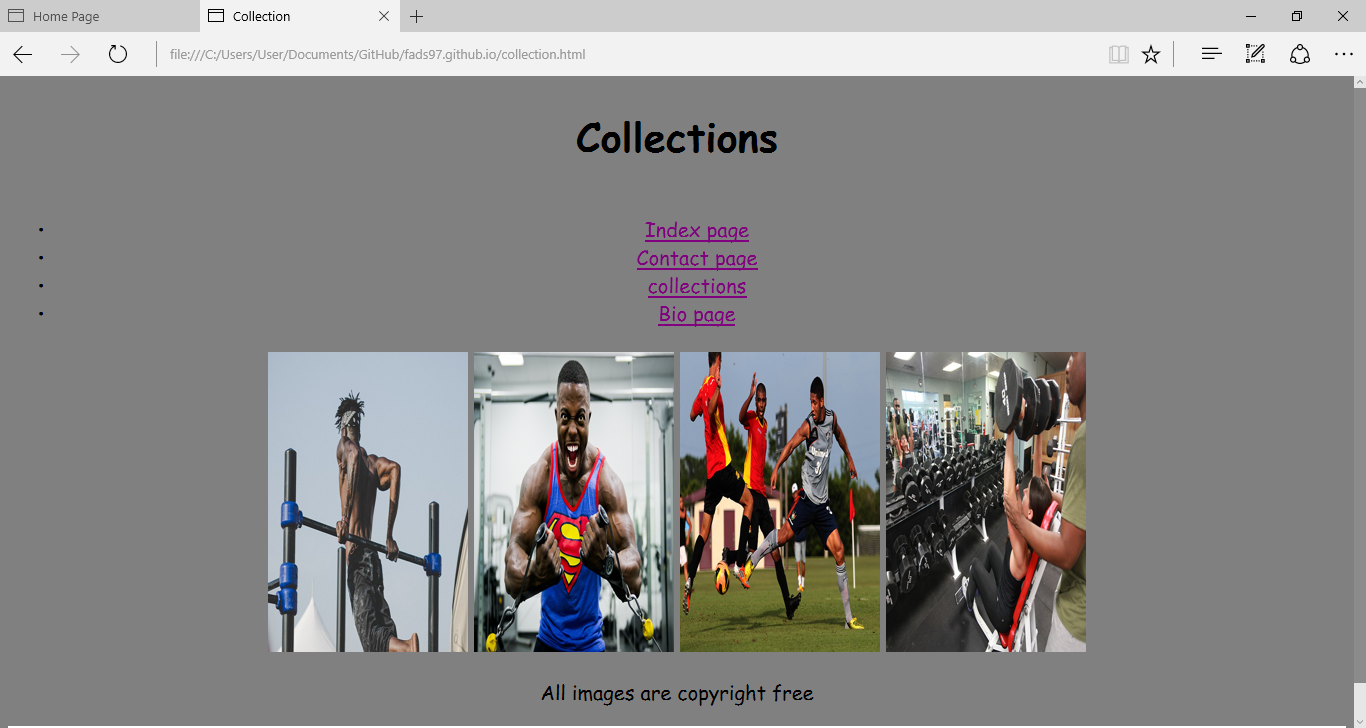 Home Page
Collection
file:///C:/Users/User/Documents/GitHub/fads97.github.io/collection.html
Collections
Index page
Contact page
collections
Bio page
S
All images are copyright free